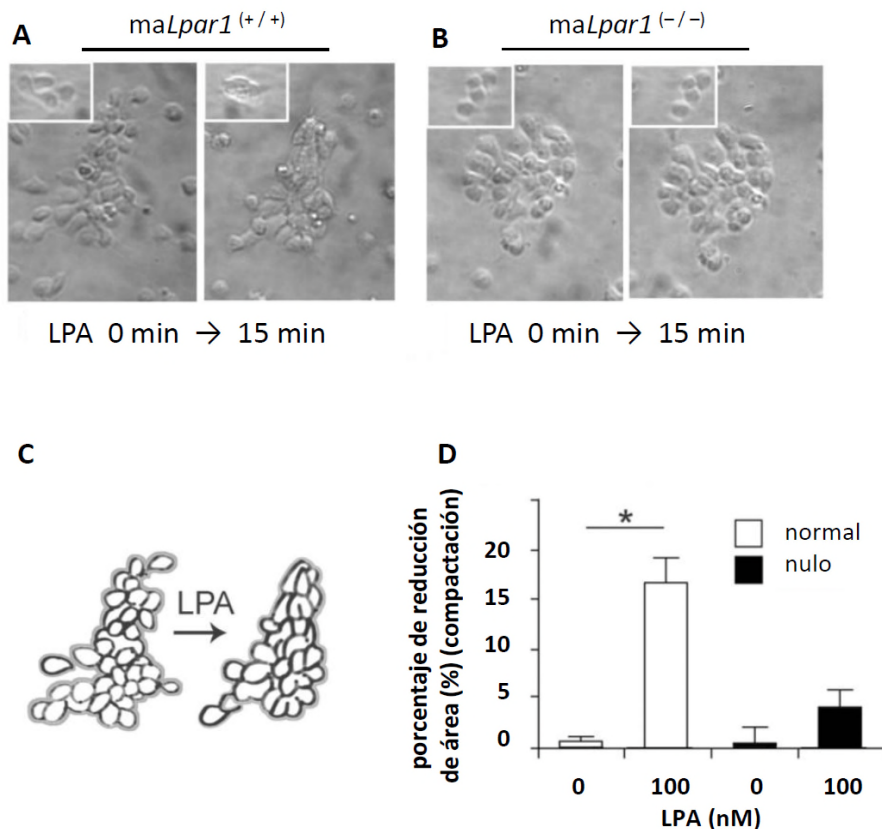 A
maLpar1 (+ / +)
LPA 0 min → 15 min
B
maLpar1 (– / –)
LPA 0 min → 15 min
C
LPA
D
porcentaje de reducción
de área (%) (compactación)
20
15
10
5
0
*
normal
nulo
0 100 0 100
LPA (nM)